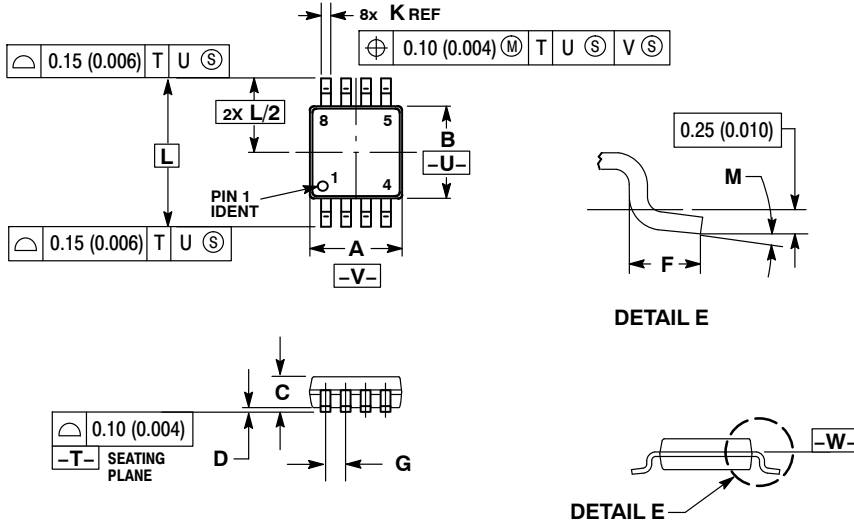 8x K REF
⌖ 0.10 (0.004) Ⓜ T U Ⓢ V Ⓢ
⌓ 0.15 (0.006) T U Ⓢ
2X L/2
8 5
B
–U–
L
PIN 1
IDENT
1 4
⌓ 0.15 (0.006) T U Ⓢ
A
–V–
0.25 (0.010)
M
F
DETAIL E
C
⌓ 0.10 (0.004)
–T– SEATING
PLANE
D
G
–W–
DETAIL E